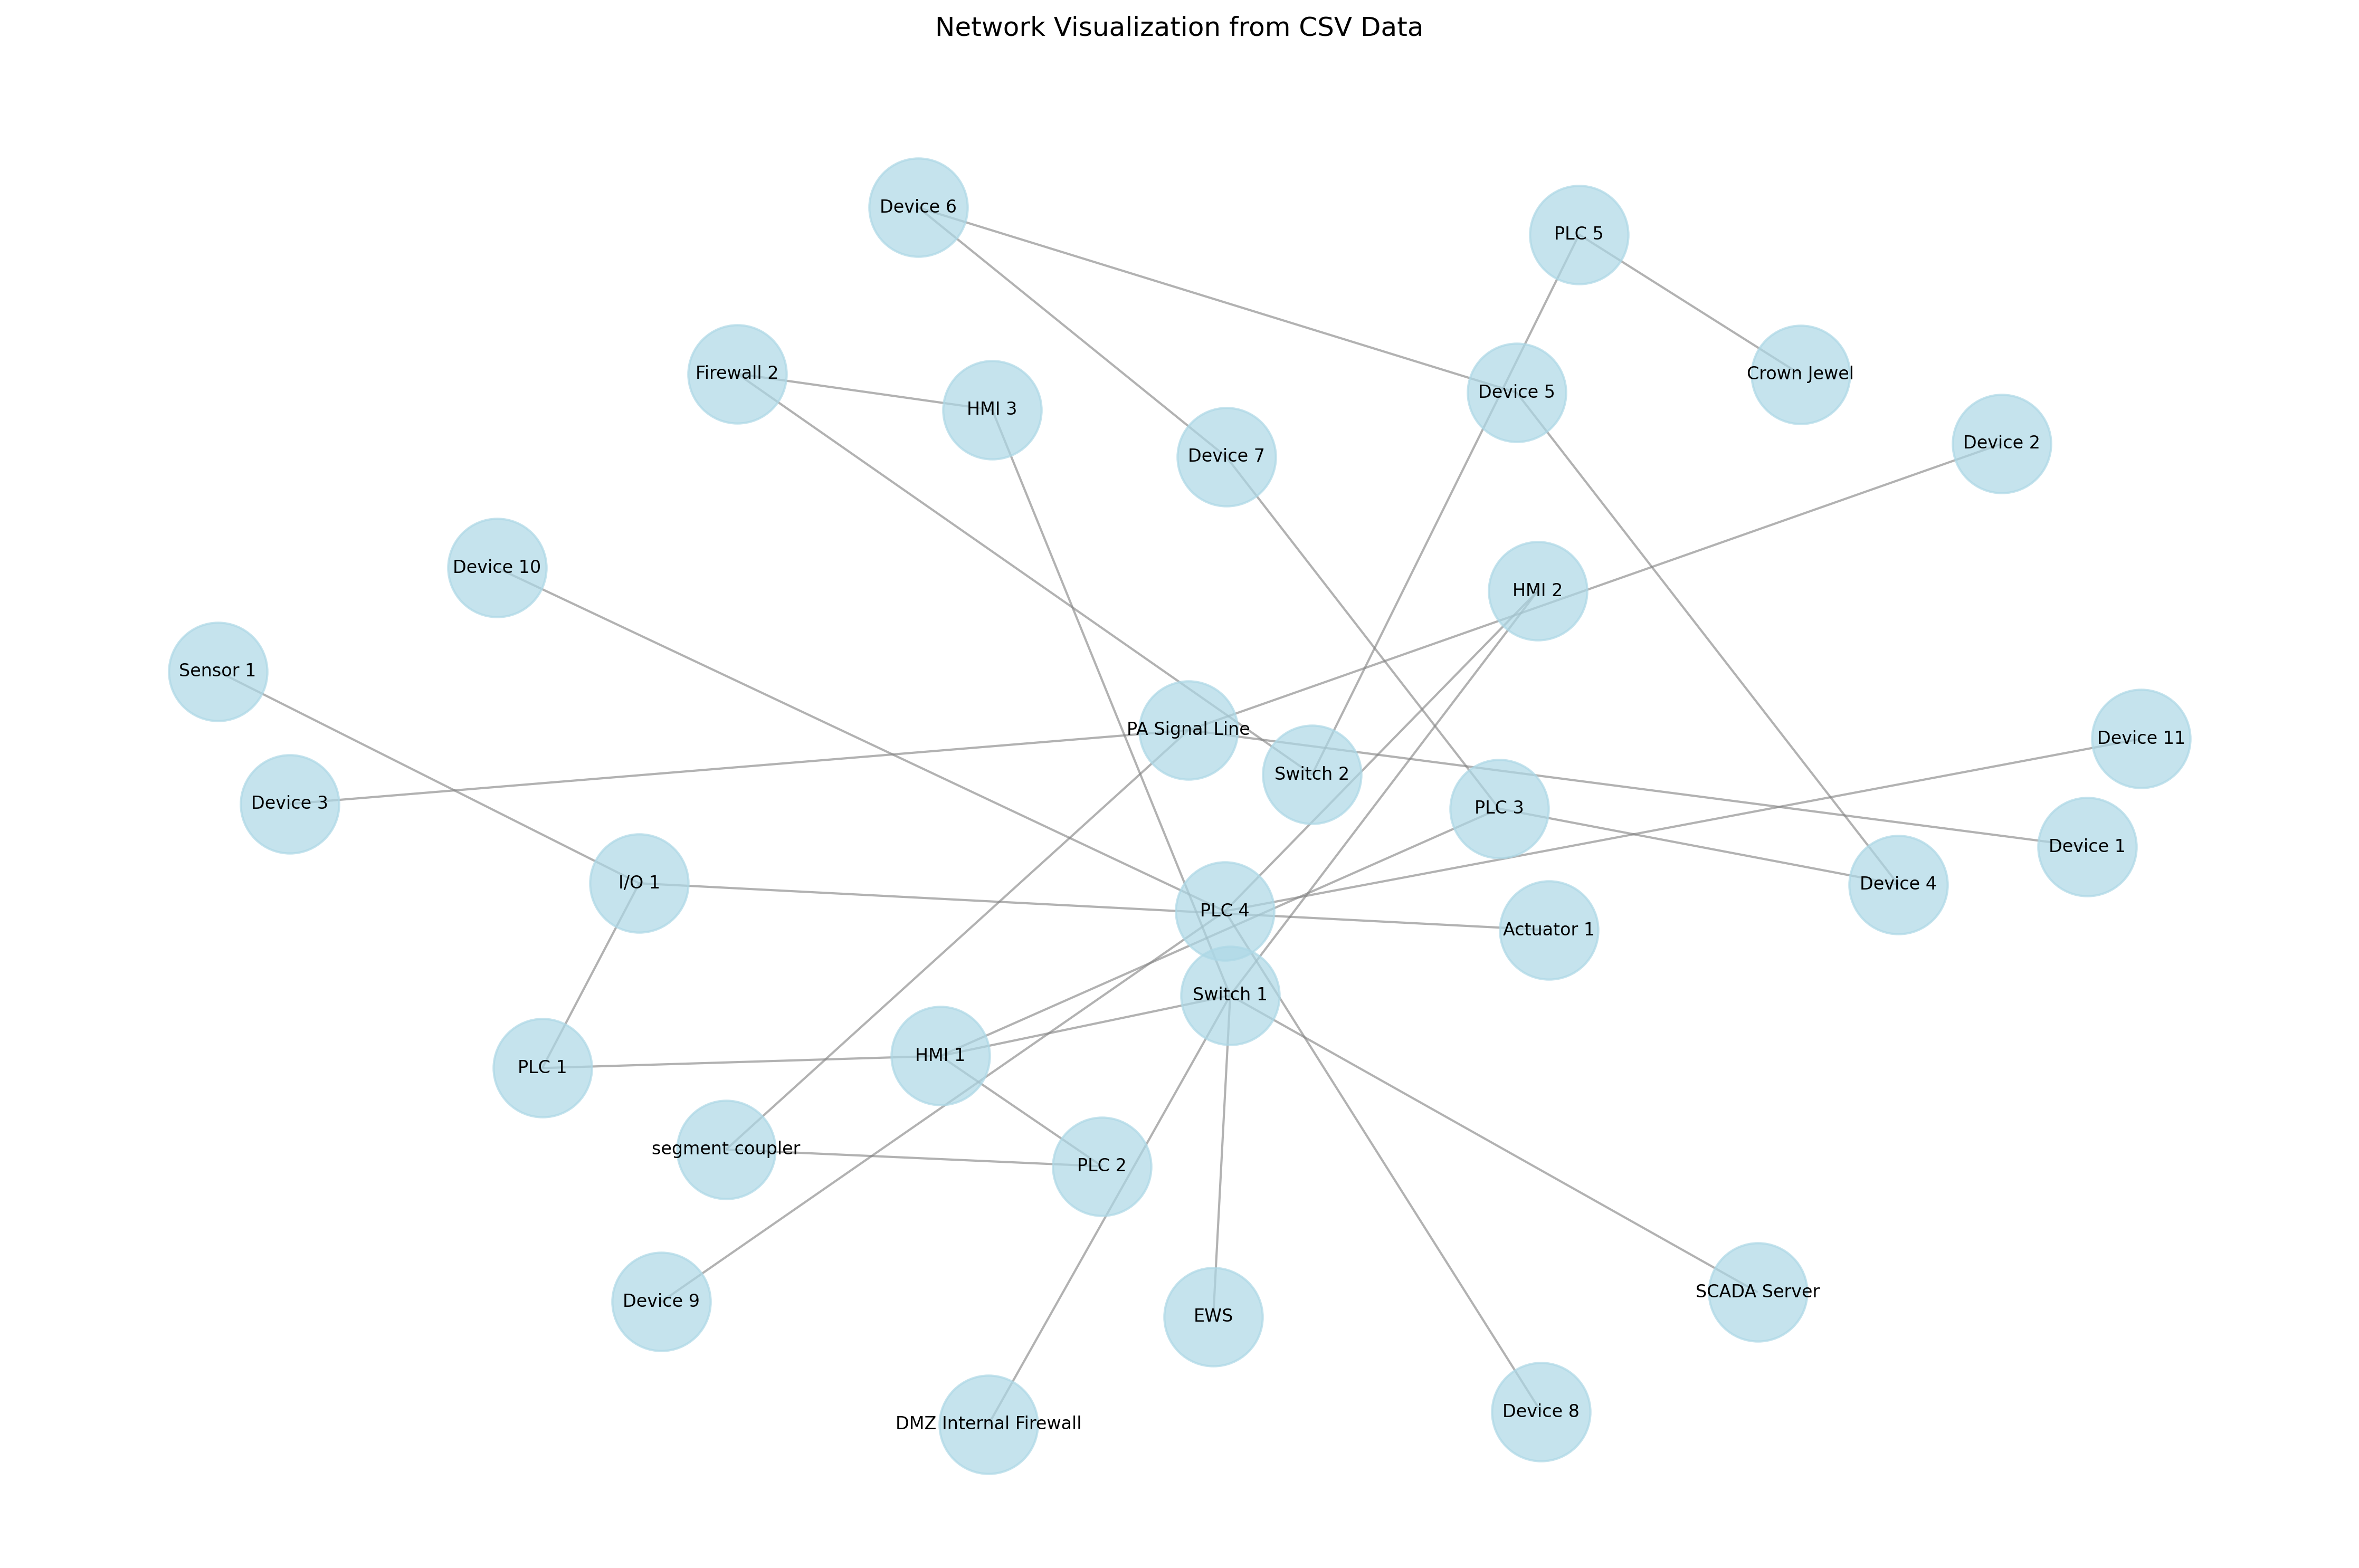 Network Visualization from CSV Data
Device 6
PLC 5
Firewall 2
Crown Jewel
Device 5
HMI 3
Device 2
Device 7
Device 10
HMI 2
Sensor 1
PA Signal Line
Device 11
Switch 2
Device 3
PLC 3
Device 1
I/O 1
Device 4
PLC 4
Actuator 1
Switch 1
HMI 1
PLC 1
segment coupler
PLC 2
SCADA Server
Device 9
EWS
Device 8
DMZ Internal Firewall